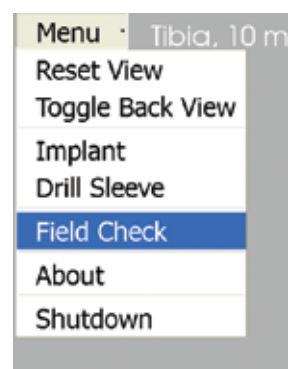 Menu · Tibia, 10 m
Reset View
Toggle Back View
Implant
Drill Sleeve
Field Check
About
Shutdown